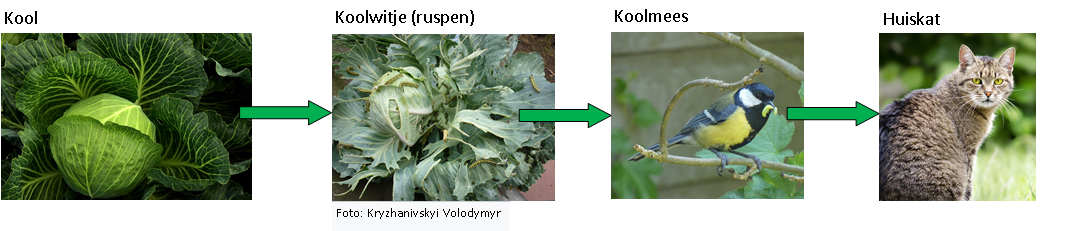 Kool
Koolwitje (ruspen)
Koolmees
Huiskat
Foto: Kryzhanivskyi Volodymyr